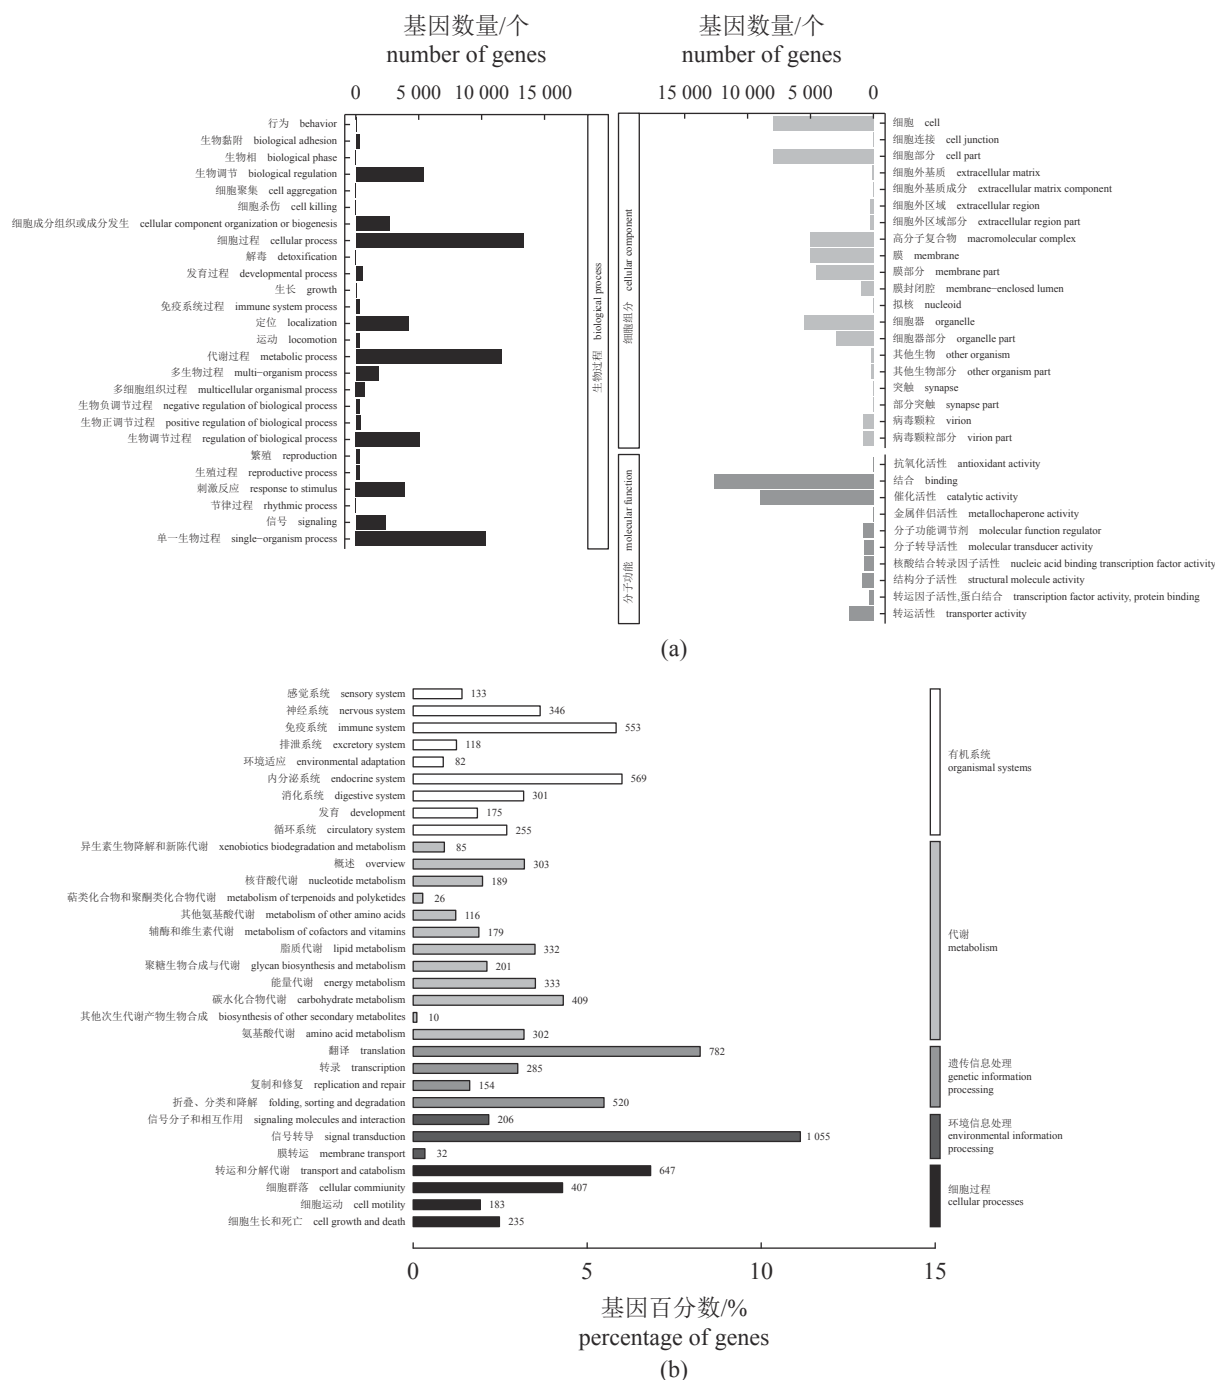 基因数量/个
number of genes
0 5 000 10 000 15 000
行为 behavior
生物黏附 biological adhesion
生物相 biological phase
生物调节 biological regulation
细胞聚集 cell aggregation
细胞杀伤 cell killing
细胞成分组织或成分发生 cellular component organization or biogenesis
细胞过程 cellular process
解毒 detoxification
发育过程 developmental process
生长 growth
免疫系统过程 immune system process
定位 localization
运动 locomotion
代谢过程 metabolic process
多生物过程 multi−organism process
多细胞组织过程 multicellular organismal process
生物负调节过程 negative regulation of biological process
生物正调节过程 positive regulation of biological process
生物调节过程 regulation of biological process
繁殖 reproduction
生殖过程 reproductive process
刺激反应 response to stimulus
节律过程 rhythmic process
信号 signaling
单一生物过程 single−organism process
生物过程 biological process
基因数量/个
number of genes
15 000 10 000 5 000 0
细胞组分 cellular component
细胞 cell
细胞连接 cell junction
细胞部分 cell part
细胞外基质 extracellular matrix
细胞外基质成分 extracellular matrix component
细胞外区域 extracellular region
细胞外区域部分 extracellular region part
高分子复合物 macromolecular complex
膜 membrane
膜部分 membrane part
膜封闭腔 membrane−enclosed lumen
拟核 nucleoid
细胞器 organelle
细胞器部分 organelle part
其他生物 other organism
其他生物部分 other organism part
突触 synapse
部分突触 synapse part
病毒颗粒 virion
病毒颗粒部分 virion part
分子功能 molecular function
抗氧化活性 antioxidant activity
结合 binding
催化活性 catalytic activity
金属伴侣活性 metallochaperone activity
分子功能调节剂 molecular function regulator
分子转导活性 molecular transducer activity
核酸结合转录因子活性 nucleic acid binding transcription factor activity
结构分子活性 structural molecule activity
转运因子活性,蛋白结合 transcription factor activity, protein binding
转运活性 transporter activity
(a)
感觉系统 sensory system 133
神经系统 nervous system 346
免疫系统 immune system 553
排泄系统 excretory system 118
环境适应 environmental adaptation 82
内分泌系统 endocrine system 569
消化系统 digestive system 301
发育 development 175
循环系统 circulatory system 255
有机系统
organismal systems
异生素生物降解和新陈代谢 xenobiotics biodegradation and metabolism 85
概述 overview 303
核苷酸代谢 nucleotide metabolism 189
萜类化合物和聚酮类化合物代谢 metabolism of terpenoids and polyketides 26
其他氨基酸代谢 metabolism of other amino acids 116
辅酶和维生素代谢 metabolism of cofactors and vitamins 179
脂质代谢 lipid metabolism 332
聚糖生物合成与代谢 glycan biosynthesis and metabolism 201
能量代谢 energy metabolism 333
碳水化合物代谢 carbohydrate metabolism 409
其他次生代谢产物生物合成 biosynthesis of other secondary metabolites 10
氨基酸代谢 amino acid metabolism 302
代谢
metabolism
翻译 translation 782
转录 transcription 285
复制和修复 replication and repair 154
折叠、分类和降解 folding, sorting and degradation 520
遗传信息处理
genetic information
processing
信号分子和相互作用 signaling molecules and interaction 206
信号转导 signal transduction 1 055
膜转运 membrane transport 32
环境信息处理
environmental information
processing
转运和分解代谢 transport and catabolism 647
细胞群落 cellular commiunity 407
细胞运动 cell motility 183
细胞生长和死亡 cell growth and death 235
细胞过程
cellular processes
0 5 10 15
基因百分数/%
percentage of genes
(b)